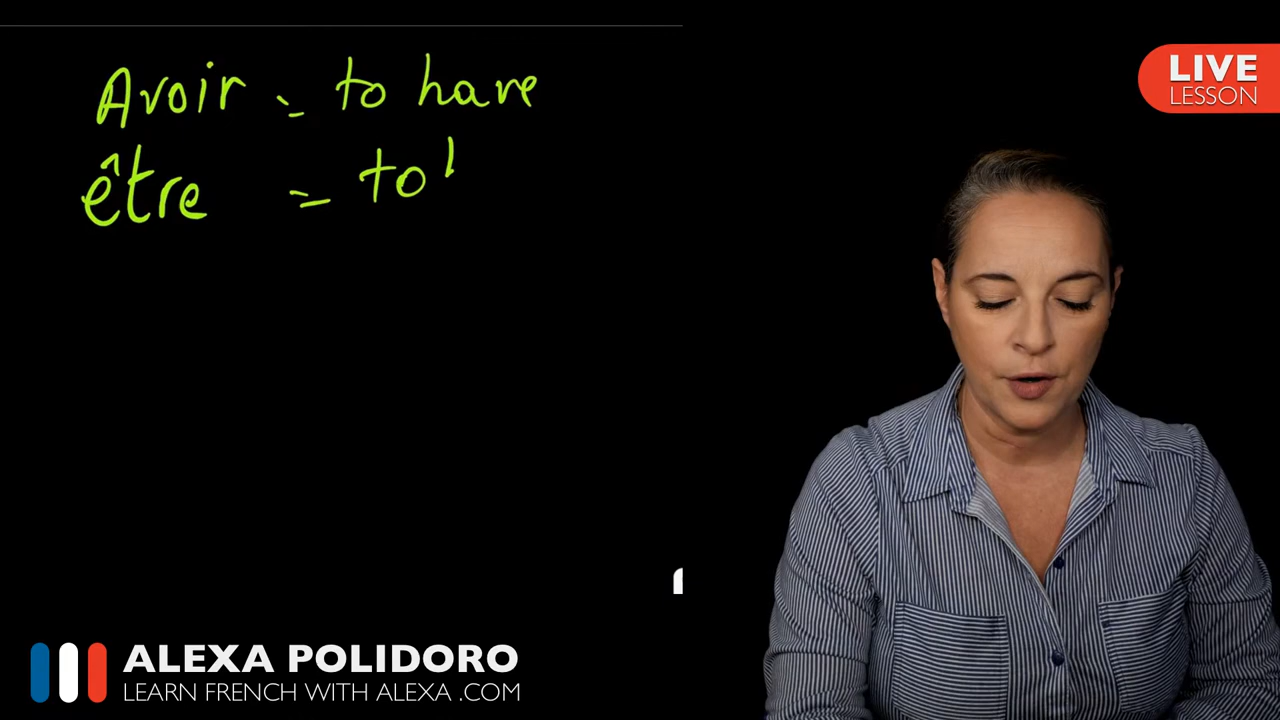 Avoir = to have
être = to
LIVE
LESSON
ALEXA POLIDORO
LEARN FRENCH WITH ALEXA .COM